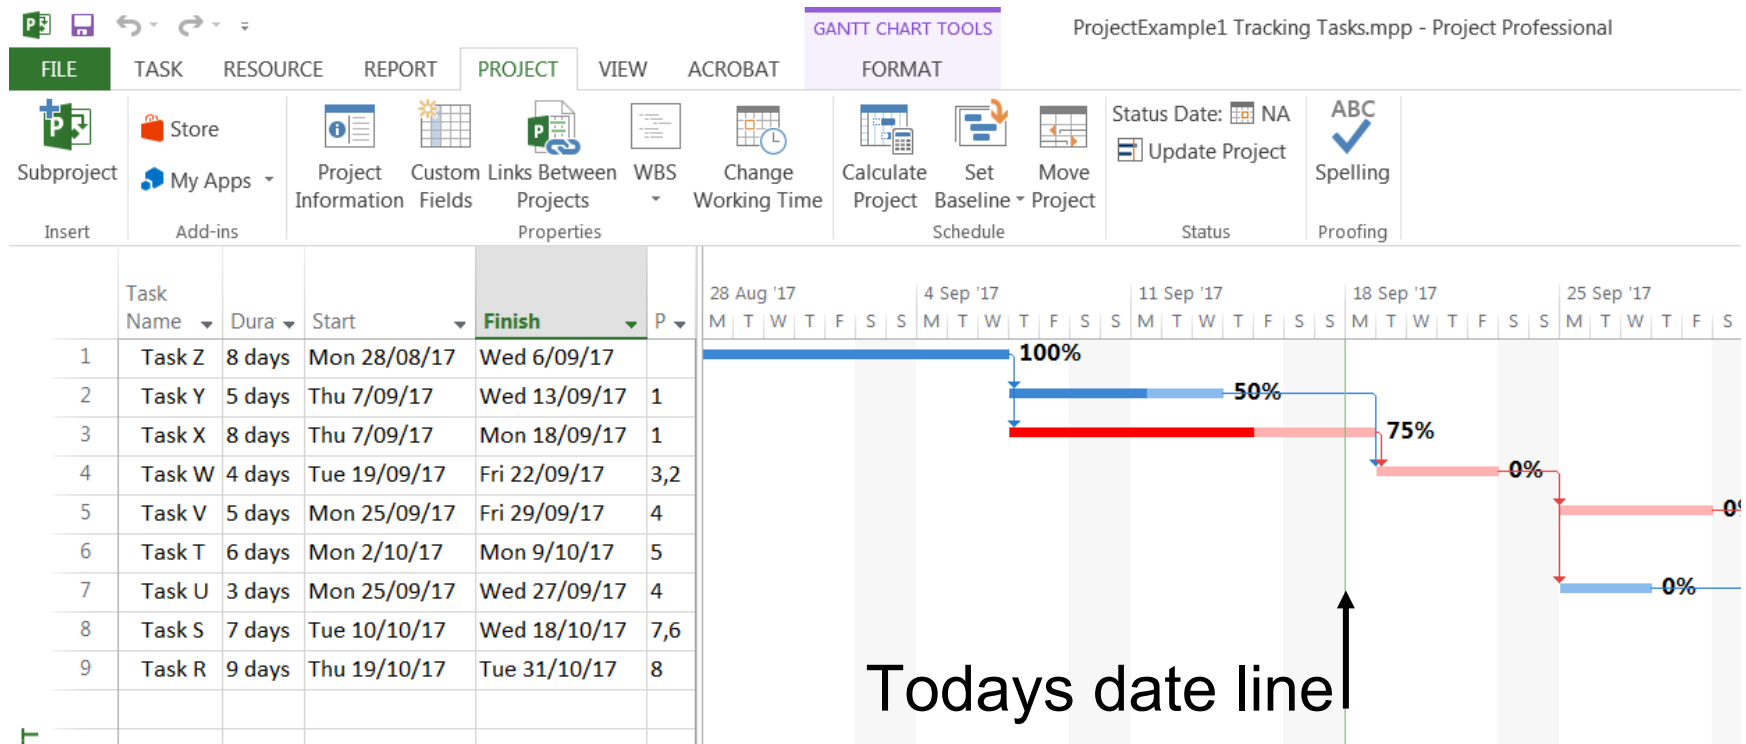 GANTT CHART TOOLS
ProjectExample1 Tracking Tasks.mpp - Project Professional
FILE TASK RESOURCE REPORT PROJECT VIEW ACROBAT FORMAT
Subproject
Store
My Apps
Project Information
Custom Fields
Links Between Projects
WBS
Change Working Time
Calculate Project
Set Baseline
Move Project
Status Date: NA
Update Project
ABC
Spelling
Insert Add-ins Properties Schedule Status Proofing
Task Name Dura Start Finish P
28 Aug '17 4 Sep '17 11 Sep '17 18 Sep '17 25 Sep '17
M T W T F S S M T W T F S S M T W T F S S M T W T F S S M T W T F S
1 Task Z 8 days Mon 28/08/17 Wed 6/09/17 100%
2 Task Y 5 days Thu 7/09/17 Wed 13/09/17 1 50%
3 Task X 8 days Thu 7/09/17 Mon 18/09/17 1 75%
4 Task W 4 days Tue 19/09/17 Fri 22/09/17 3,2 0%
5 Task V 5 days Mon 25/09/17 Fri 29/09/17 4 0
6 Task T 6 days Mon 2/10/17 Mon 9/10/17 5
7 Task U 3 days Mon 25/09/17 Wed 27/09/17 4 0%
8 Task S 7 days Tue 10/10/17 Wed 18/10/17 7,6
9 Task R 9 days Thu 19/10/17 Tue 31/10/17 8
Todays date line